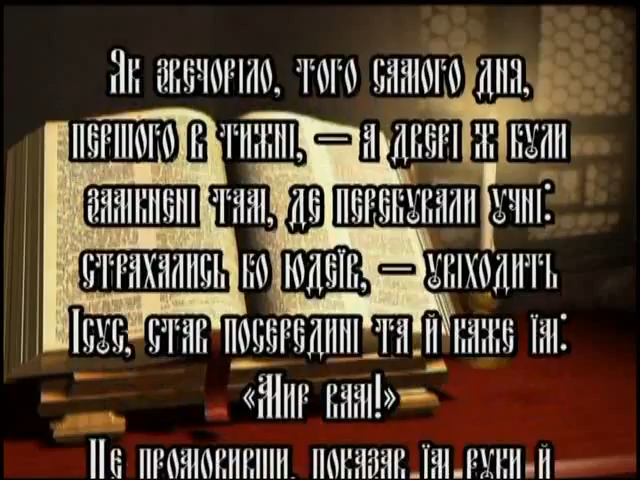 Як звечоріло, того самого дня,
першого в тижні, — а двері ж були
замкнені там, де перебували учні:
страхались бо юдеїв, — увіходить
Ісус, став посередині та й каже їм:
«Мир вам!»
Це промовивши, показав їм руки й